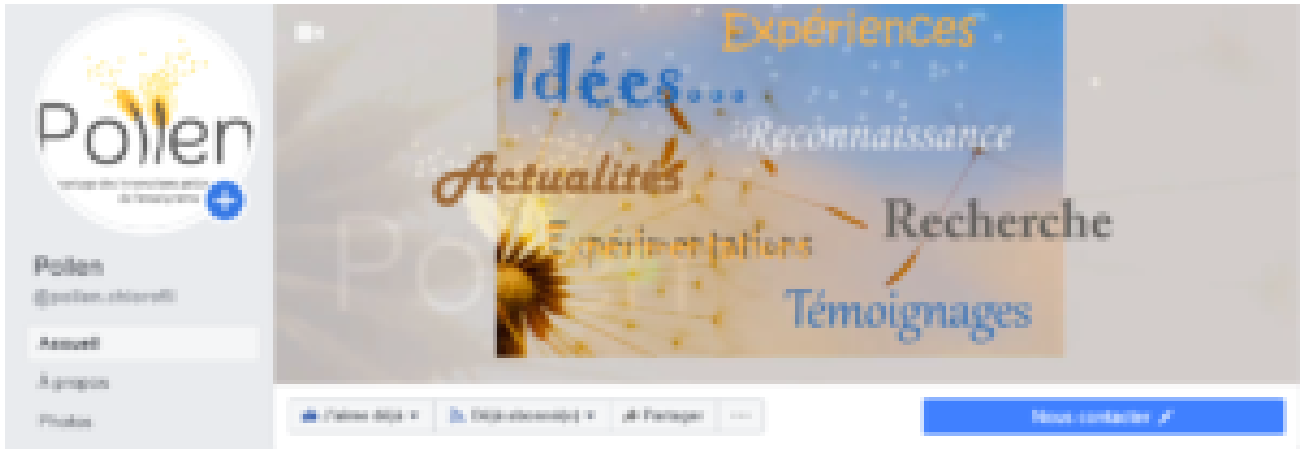 Pollen
Pollen
Accueil
À propos
Photos
Expériences
Idées...
Reconnaissance
Actualités
Recherche
Expérimentations
Pollen
Témoignages
J'aime déjà
Déjà abonné(e)
Partager
...
Nous contacter